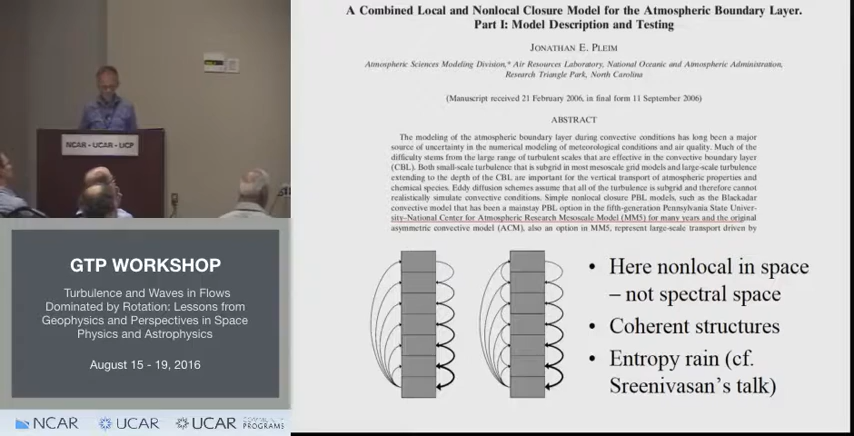 NCAR - UCAR - UCP
GTP WORKSHOP
Turbulence and Waves in Flows
Dominated by Rotation: Lessons from
Geophysics and Perspectives in Space
Physics and Astrophysics
August 15 - 19, 2016
NCAR UCAR UCAR COMMUNITY
PROGRAMS
A Combined Local and Nonlocal Closure Model for the Atmospheric Boundary Layer.
Part I: Model Description and Testing
JONATHAN E. PLEIM
Atmospheric Sciences Modeling Division,* Air Resources Laboratory, National Oceanic and Atmospheric Administration,
Research Triangle Park, North Carolina
(Manuscript received 21 February 2006, in final form 11 September 2006)
ABSTRACT
The modeling of the atmospheric boundary layer during convective conditions has long been a major
source of uncertainty in the numerical modeling of meteorological conditions and air quality. Much of the
difficulty stems from the large range of turbulent scales that are effective in the convective boundary layer
(CBL). Both small-scale turbulence that is subgrid in most mesoscale grid models and large-scale turbulence
extending to the depth of the CBL are important for the vertical transport of atmospheric properties and
chemical species. Eddy diffusion schemes assume that all of the turbulence is subgrid and therefore cannot
realistically simulate convective conditions. Simple nonlocal closure PBL models, such as the Blackadar
convective model that has been a mainstay PBL option in the fifth-generation Pennsylvania State Univer-
sity–National Center for Atmospheric Research Mesoscale Model (MM5) for many years and the original
asymmetric convective model (ACM), also an option in MM5, represent large-scale transport driven by
• Here nonlocal in space
– not spectral space
• Coherent structures
• Entropy rain (cf.
Sreenivasan's talk)